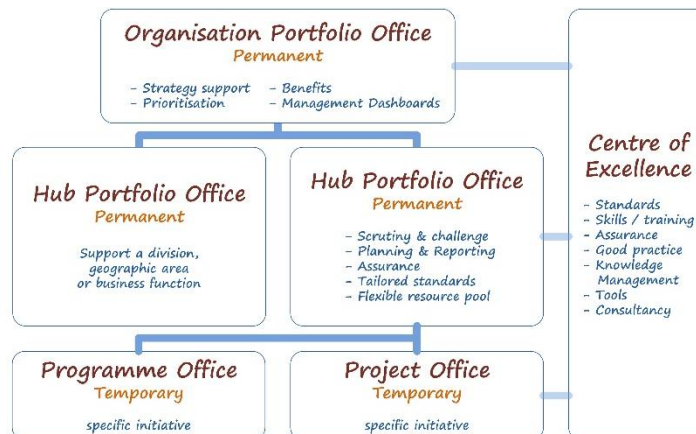 Organisation Portfolio Office
Permanent
- Strategy support
- Prioritisation
- Benefits
- Management Dashboards
Hub Portfolio Office
Permanent
Support a division,
geographic area
or business function
Hub Portfolio Office
Permanent
- Scrutiny & challenge
- Planning & Reporting
- Assurance
- Tailored standards
- Flexible resource pool
Centre of
Excellence
- Standards
- Skills / training
- Assurance
- Good practice
- Knowledge
Management
- Tools
- Consultancy
Programme Office
Temporary
specific initiative
Project Office
Temporary
specific initiative